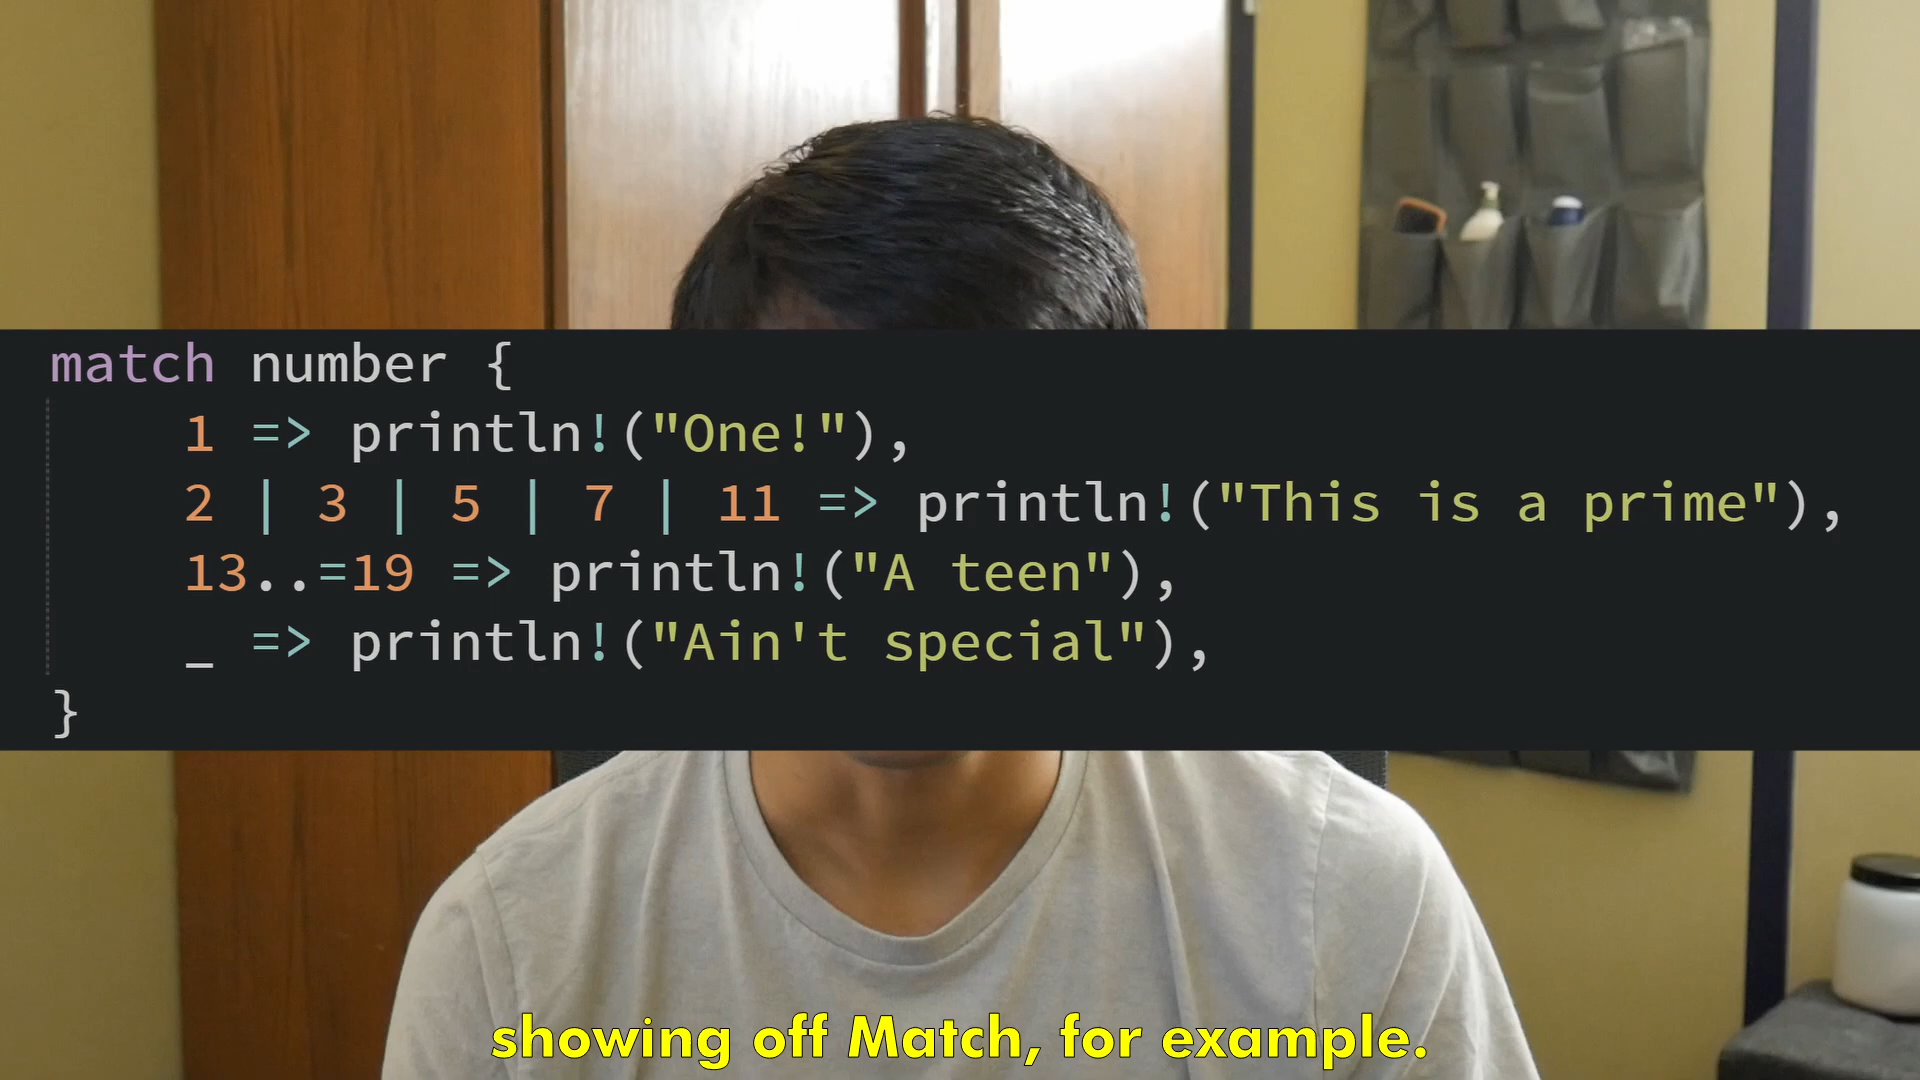 match number {
    1 => println!("One!"),
    2 | 3 | 5 | 7 | 11 => println!("This is a prime"),
    13..=19 => println!("A teen"),
    _ => println!("Ain't special"),
}
showing off Match, for example.